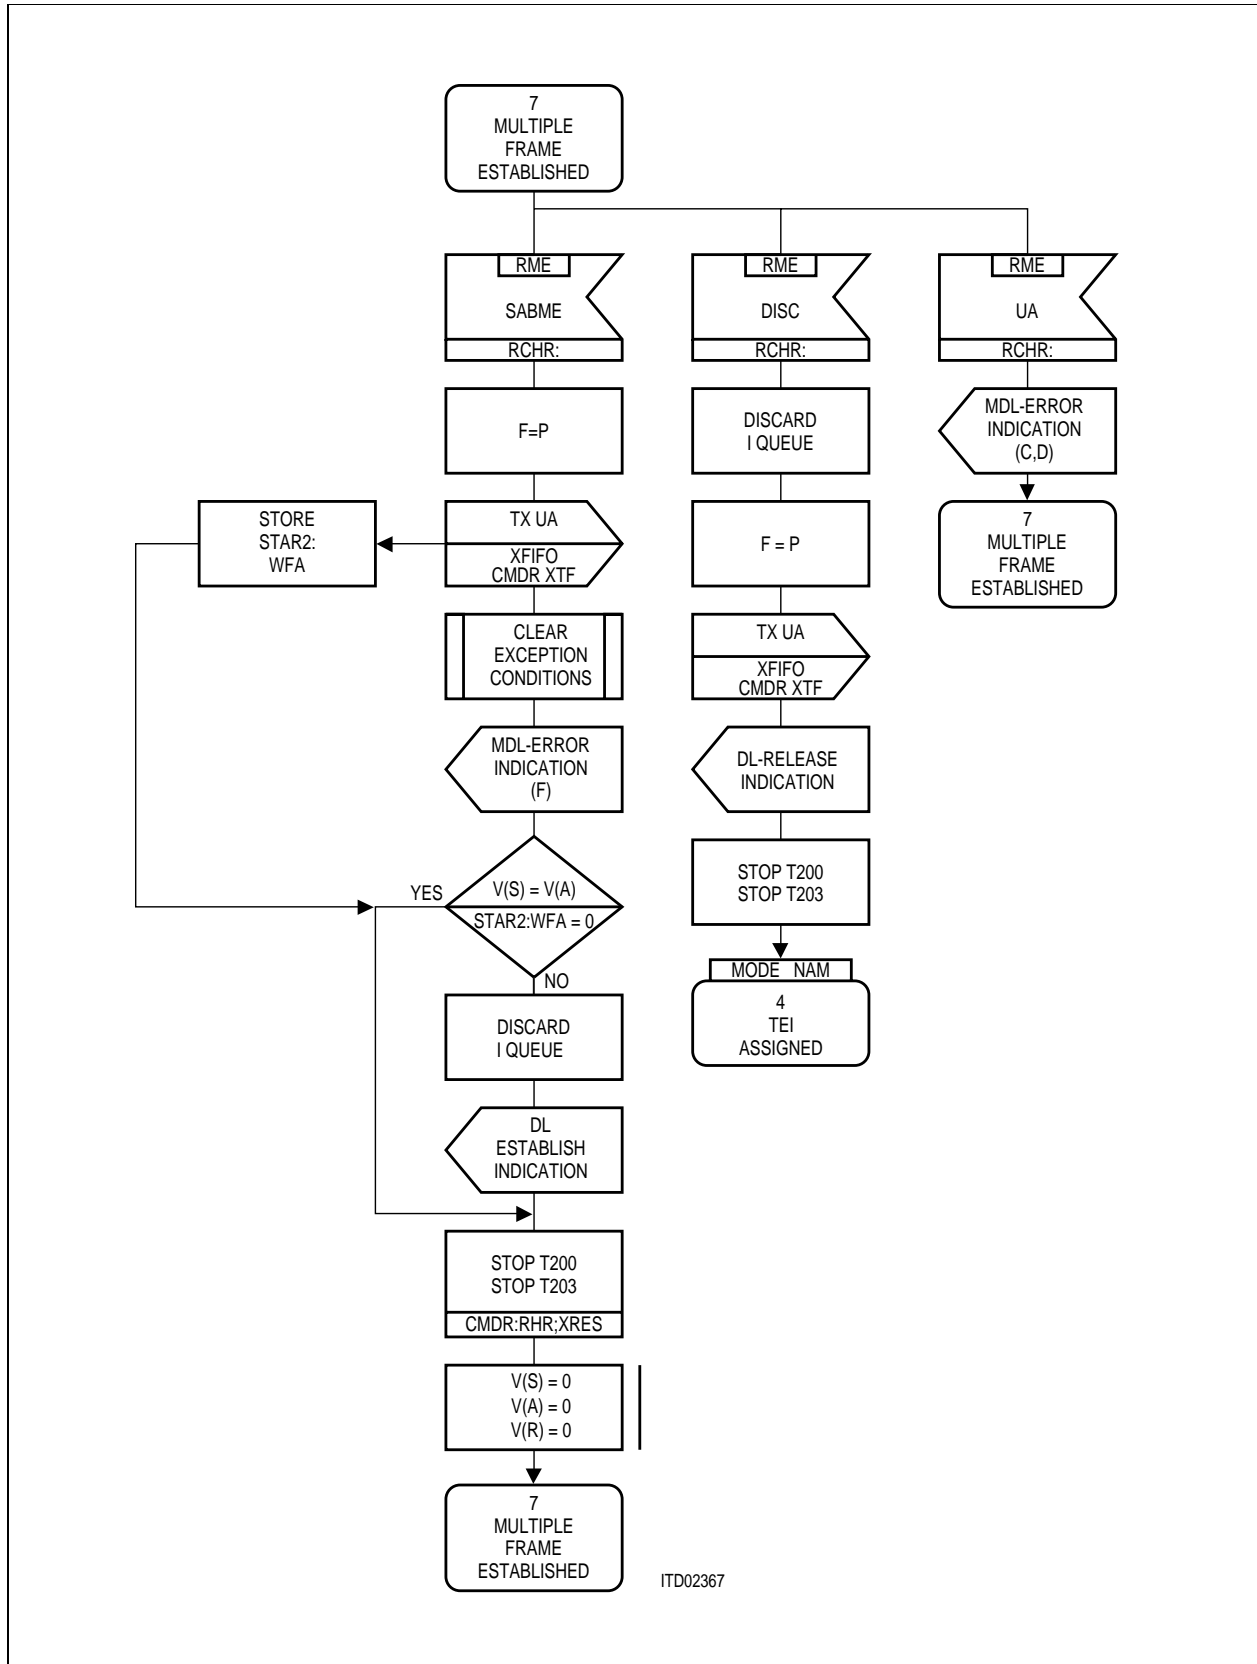 7
MULTIPLE
FRAME
ESTABLISHED
RME
SABME
RCHR:
F=P
TX UA
XFIFO
CMDR XTF
STORE
STAR2:
WFA
CLEAR
EXCEPTION
CONDITIONS
MDL-ERROR
INDICATION
(F)
YES
V(S) = V(A)
STAR2:WFA = 0
NO
DISCARD
I QUEUE
DL
ESTABLISH
INDICATION
STOP T200
STOP T203
CMDR:RHR;XRES
V(S) = 0
V(A) = 0
V(R) = 0
7
MULTIPLE
FRAME
ESTABLISHED
RME
DISC
RCHR:
DISCARD
I QUEUE
F = P
TX UA
XFIFO
CMDR XTF
DL-RELEASE
INDICATION
STOP T200
STOP T203
MODE NAM
4
TEI
ASSIGNED
RME
UA
RCHR:
MDL-ERROR
INDICATION
(C,D)
7
MULTIPLE
FRAME
ESTABLISHED
ITD02367